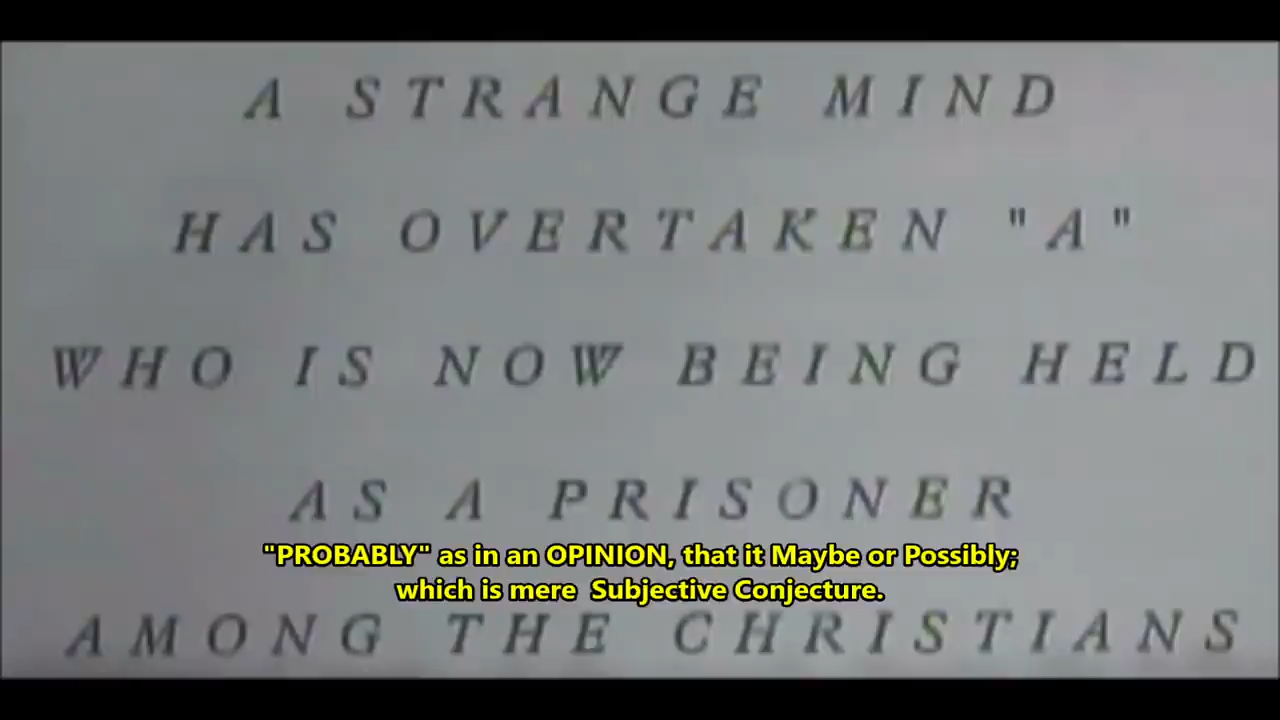 A STRANGE MIND
HAS OVERTAKEN "A"
WHO IS NOW BEING HELD
AS A PRISONER
"PROBABLY" as in an OPINION, that it Maybe or Possibly;
which is mere Subjective Conjecture.
AMONG THE CHRISTIANS